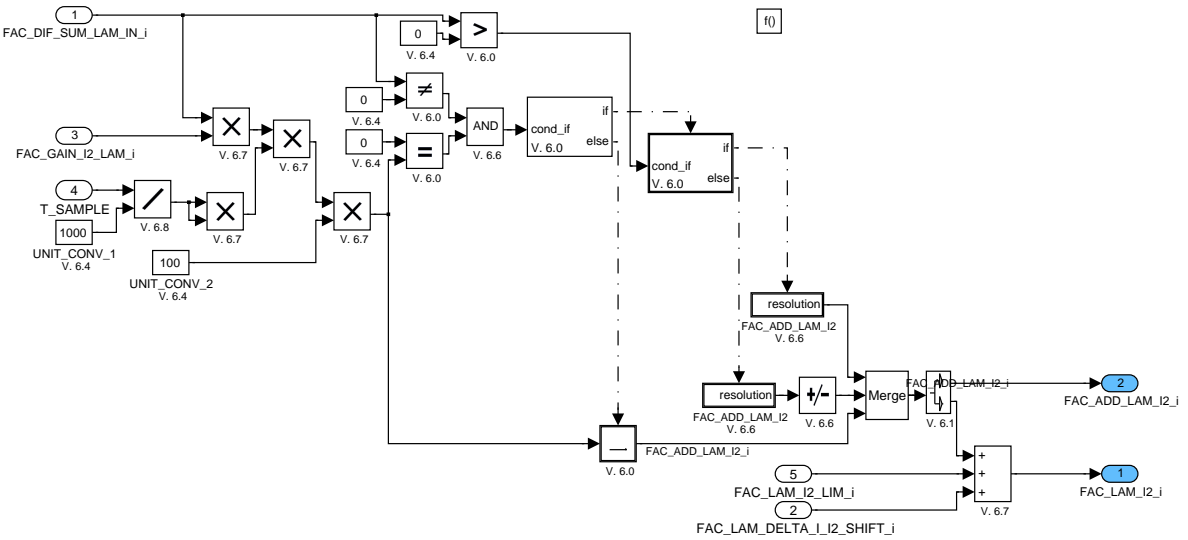 1
FAC_DIF_SUM_LAM_IN_i
0
V. 6.4
>
V. 6.0
f()
0
V. 6.4
≠
V. 6.0
3
FAC_GAIN_I2_LAM_i
×
V. 6.7
×
V. 6.7
0
V. 6.4
=
V. 6.0
AND
V. 6.6
if
cond_if
else
V. 6.0
if
cond_if
else
V. 6.0
4
T_SAMPLE
1000
UNIT_CONV_1
V. 6.4
/
V. 6.8
×
V. 6.7
×
V. 6.7
100
UNIT_CONV_2
V. 6.4
resolution
FAC_ADD_LAM_I2
V. 6.6
resolution
FAC_ADD_LAM_I2
V. 6.6
+/-
V. 6.6
Merge
FAC_ADD_LAM_I2_i
V. 6.1
2
FAC_ADD_LAM_I2_i
V. 6.0
FAC_ADD_LAM_I2_i
5
FAC_LAM_I2_LIM_i
2
FAC_LAM_DELTA_I_I2_SHIFT_i
+
+
+
V. 6.7
1
FAC_LAM_I2_i